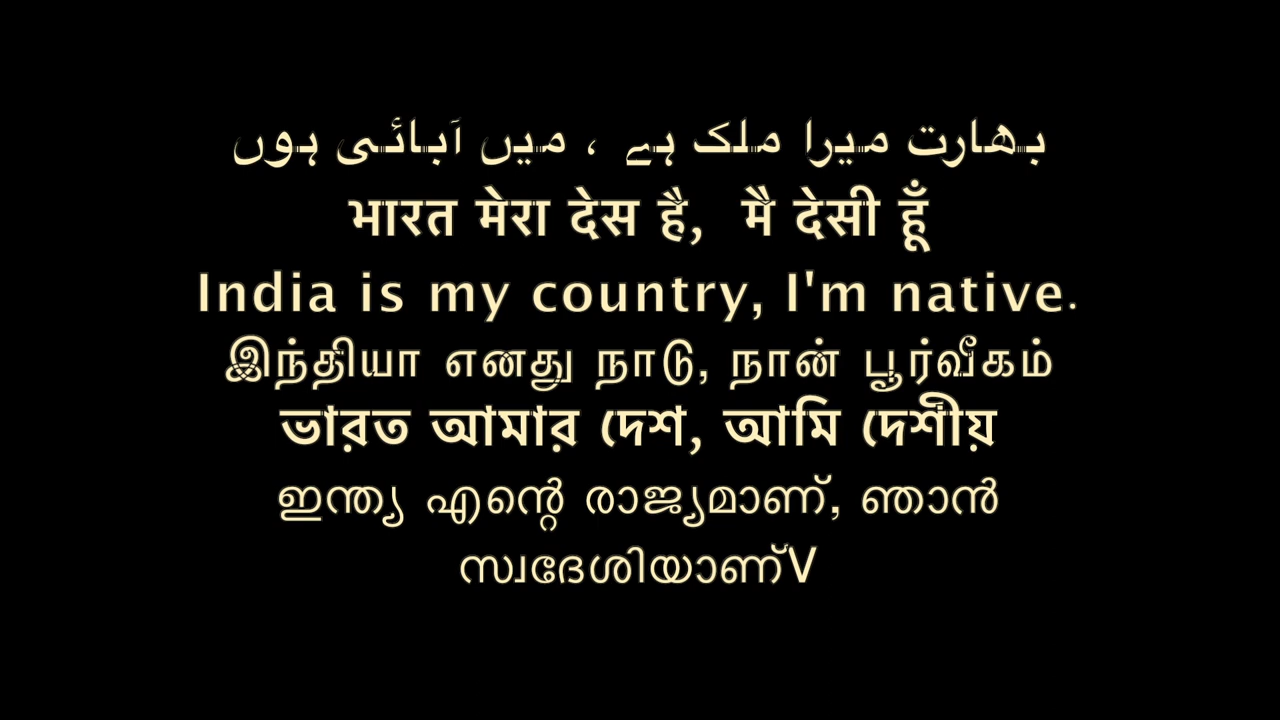 بھارت میرا ملک ہے ، میں آبائی ہوں
भारत मेरा देस है, मै देसी हूँ
India is my country, I'm native.
இந்தியா எனது நாடு, நான் பூர்வீகம்
ভারত আমার দেশ, আমি দেশীয়
ഇന്ത്യ എന്റെ രാജ്യമാണ്, ഞാൻ
സ്വദേശിയാണ്V